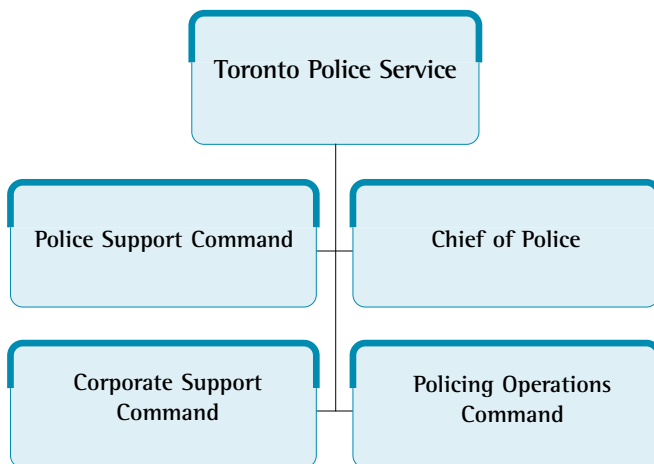 Toronto Police Service
Police Support Command
Chief of Police
Corporate Support
Command
Policing Operations
Command